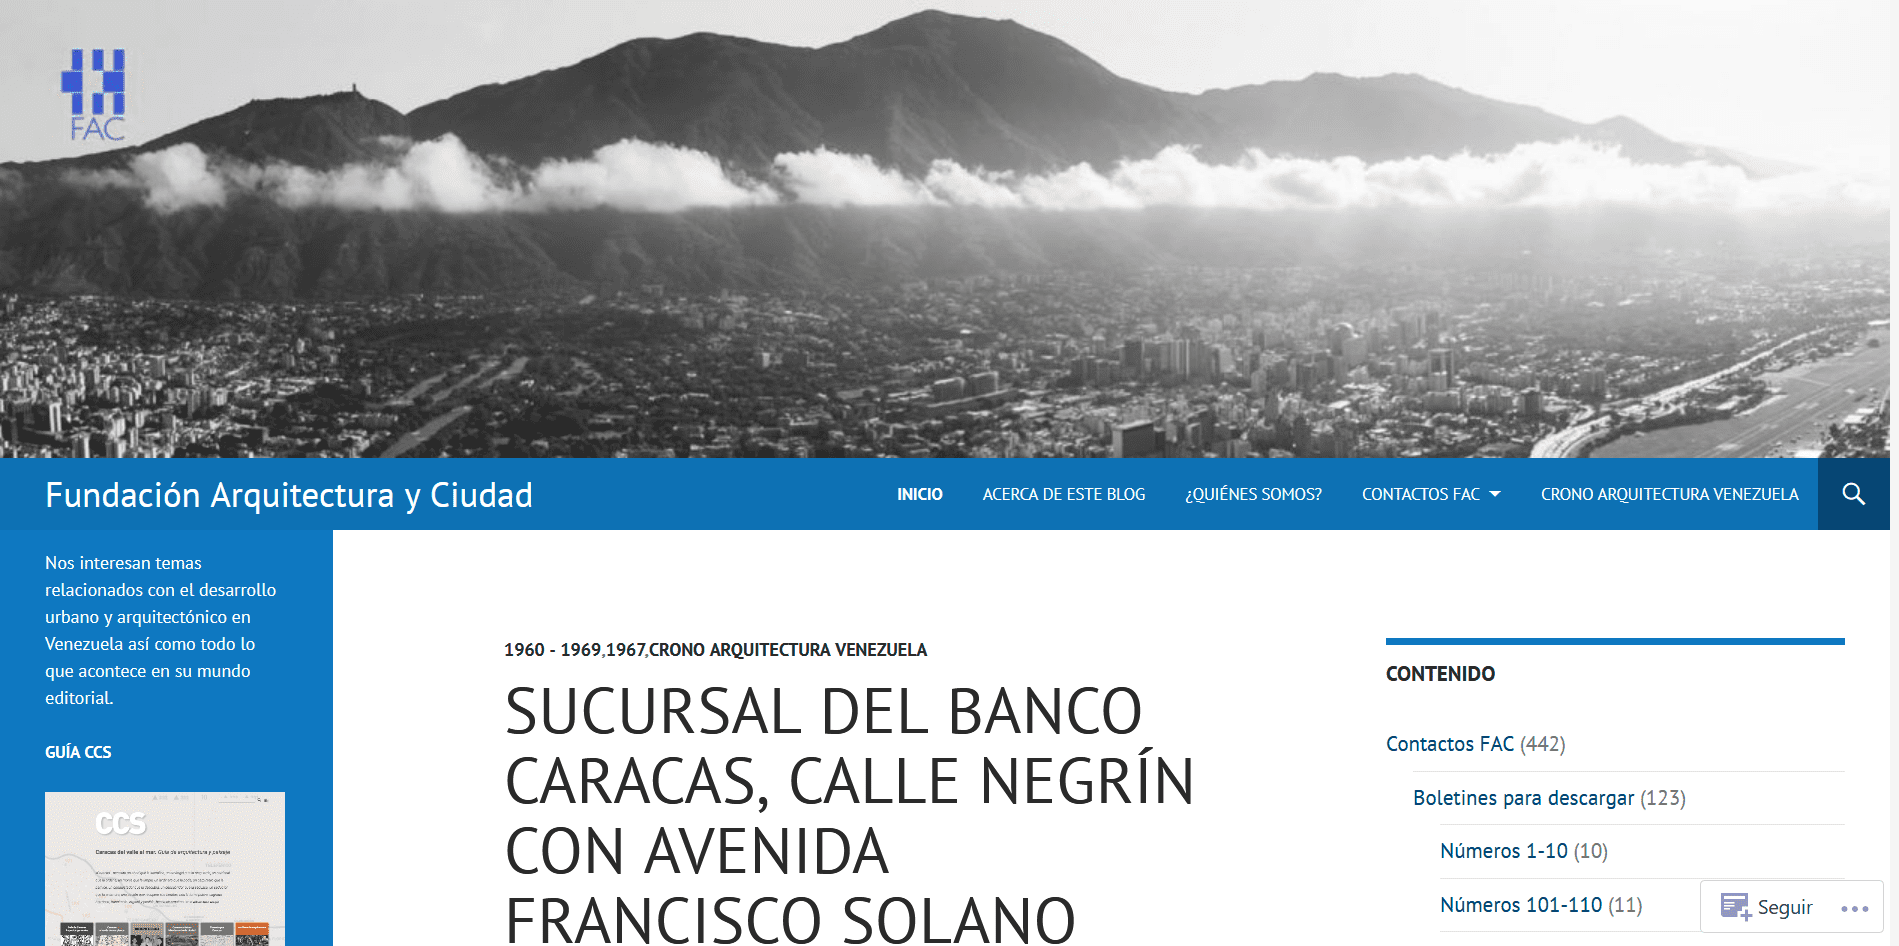 FAC
Fundación Arquitectura y Ciudad
INICIO
ACERCA DE ESTE BLOG
¿QUIÉNES SOMOS?
CONTACTOS FAC
CRONO ARQUITECTURA VENEZUELA
Nos interesan temas
relacionados con el desarrollo
urbano y arquitectónico en
Venezuela así como todo lo
que acontece en su mundo
editorial.
GUÍA CCS
ccs
Caracas del valle al mar. Guía de arquitectura y paisaje
1960 - 1969,1967,CRONO ARQUITECTURA VENEZUELA
SUCURSAL DEL BANCO
CARACAS, CALLE NEGRÍN
CON AVENIDA
FRANCISCO SOLANO
CONTENIDO
Contactos FAC (442)
Boletines para descargar (123)
Números 1-10 (10)
Números 101-110 (11)
Seguir